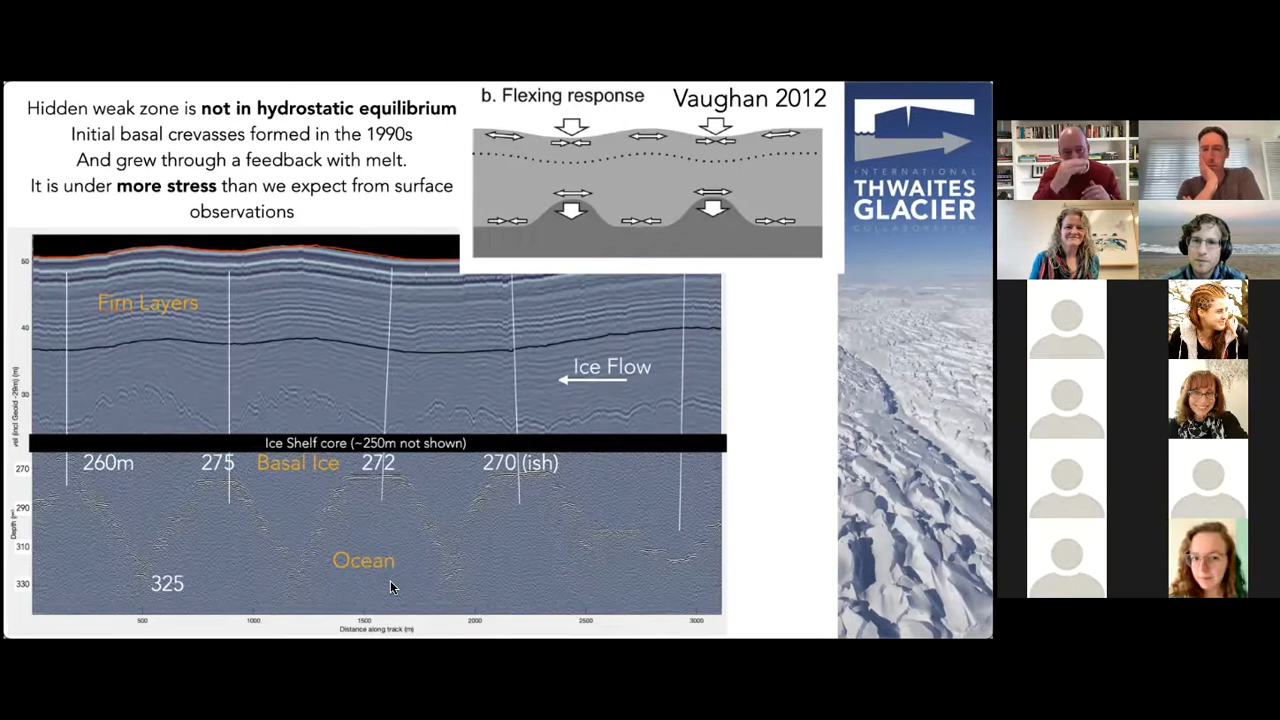 Hidden weak zone is not in hydrostatic equilibrium
Initial basal crevasses formed in the 1990s
And grew through a feedback with melt.
It is under more stress than we expect from surface
observations
b. Flexing response
Vaughan 2012
INTERNATIONAL
THWAITES
GLACIER
COLLABORATION
Firn Layers
Ice Flow
50
40
30
Ice Shelf core (~250m not shown)
260m
275
Basal Ice
272
270 (ish)
270
290
310
330
Ocean
325
500
1000
1500
2000
2500
3000
Distance along track (m)